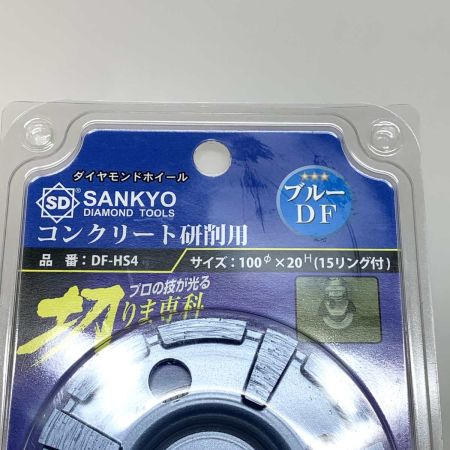 ダイヤモンドホイール
SD SANKYO
DIAMOND TOOLS
ブルー
DF
コンクリート研削用
品 番：DF-HS4 サイズ：100φ×20H(15リング付)
プロの技が光る
切りま専科